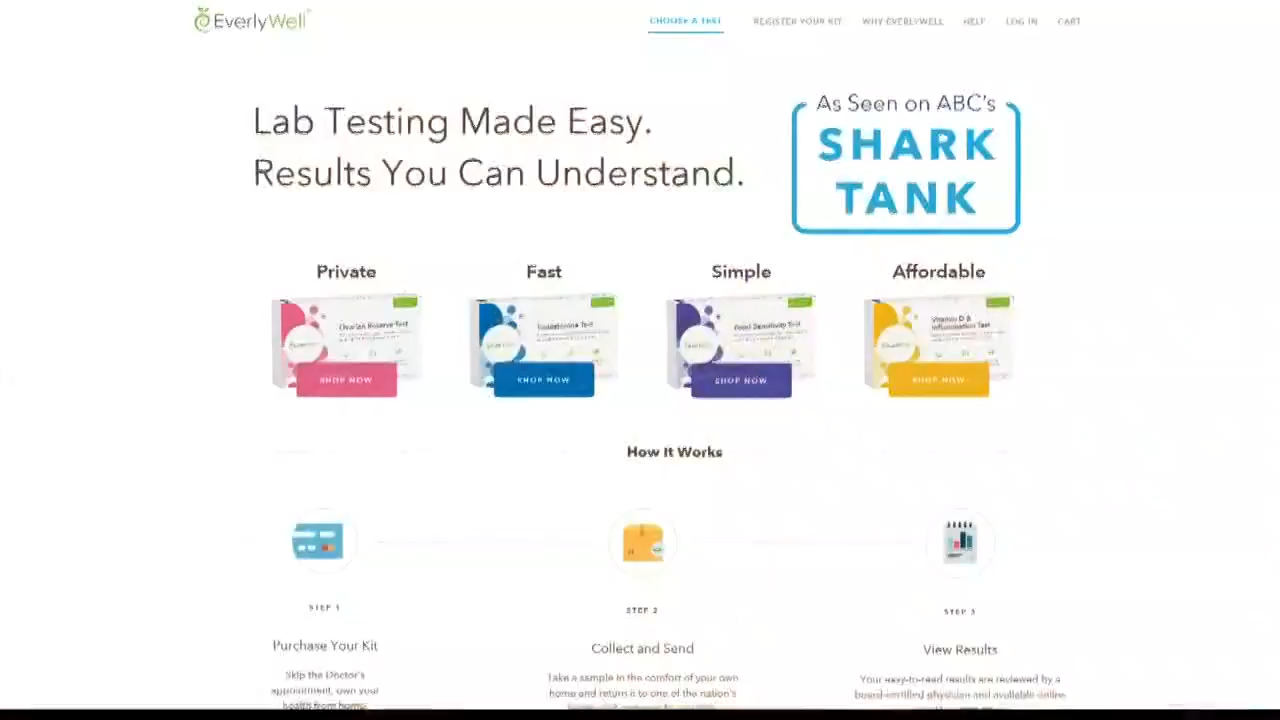 EverlyWell
CHOOSE A TEST
REGISTER YOUR KIT
WHY EVERLYWELL
HELP
LOG IN
CART
Lab Testing Made Easy.
Results You Can Understand.
As Seen on ABC's
SHARK
TANK
Private
Fast
Simple
Affordable
Ovarian Reserve Test
Testosterone Test
Food Sensitivity Test
Vitamin D &
Inflammation Test
SHOP NOW
SHOP NOW
SHOP NOW
SHOP NOW
How It Works
STEP 1
STEP 2
STEP 3
Purchase Your Kit
Collect and Send
View Results
Skip the Doctor's
appointment, own your
health from home.
Take a sample in the comfort of your own
home and return it to one of the nation's
Your easy-to-read results are reviewed by a
board-certified physician and available online